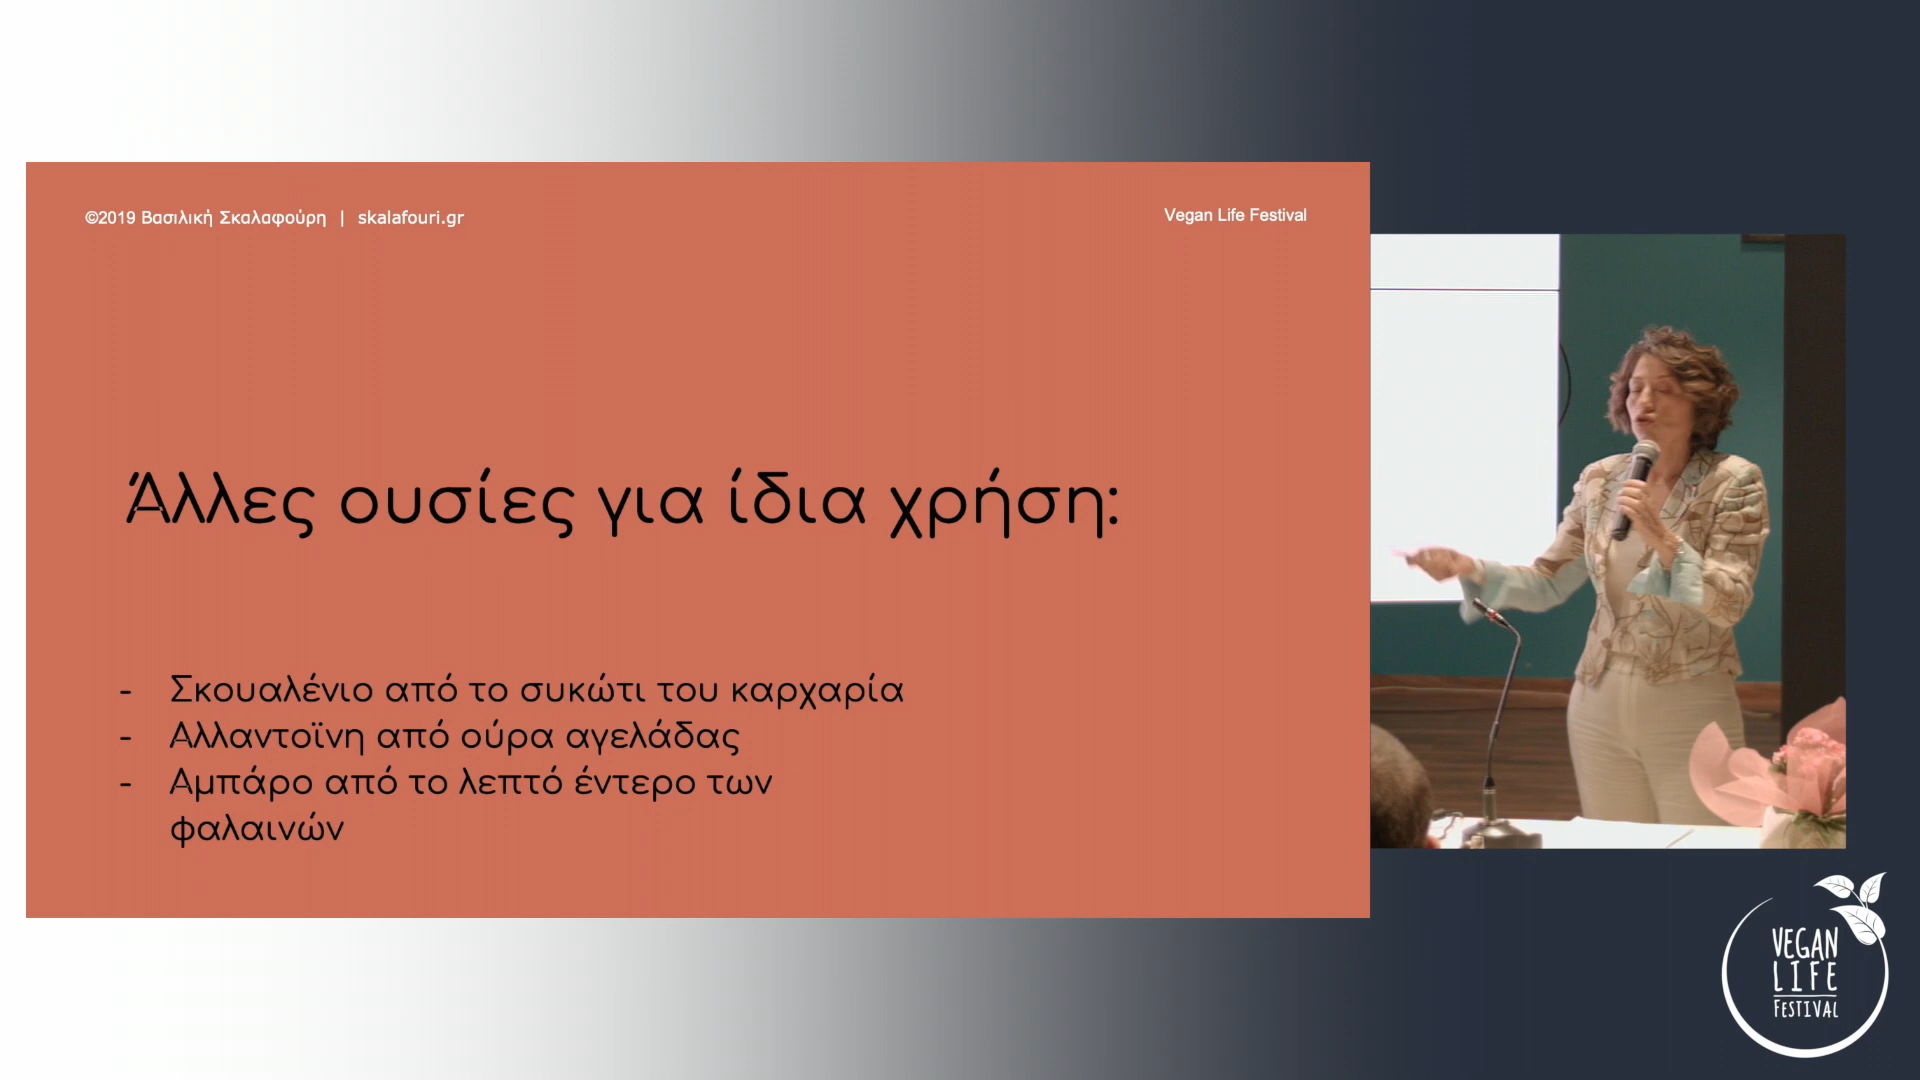 ©2019 Βασιλική Σκαλαφούρη | skalafouri.gr
Vegan Life Festival
Άλλες ουσίες για ίδια χρήση:
- Σκουαλένιο από το συκώτι του καρχαρία
- Αλλαντοϊνη από ούρα αγελάδας
- Αμπάρο από το λεπτό έντερο των
φαλαινών
VEGAN
LIFE
FESTIVAL